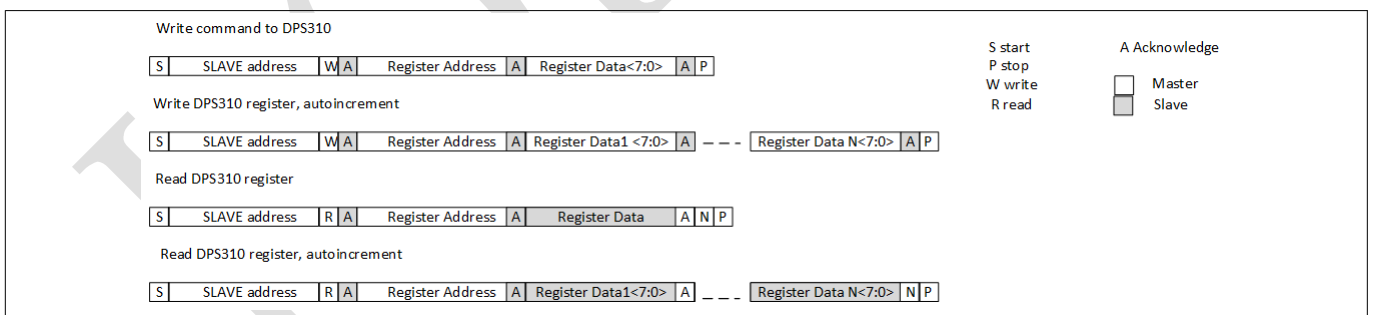 Write command to DPS310
S SLAVE address W A Register Address A Register Data<7:0> A P
Write DPS310 register, autoincrement
S SLAVE address W A Register Address A Register Data1 <7:0> A – – – Register Data N<7:0> A P
Read DPS310 register
S SLAVE address R A Register Address A Register Data A N P
Read DPS310 register, autoincrement
S SLAVE address R A Register Address A Register Data1<7:0> A – – – Register Data N<7:0> N P
S start
P stop
W write
R read
A Acknowledge
Master
Slave